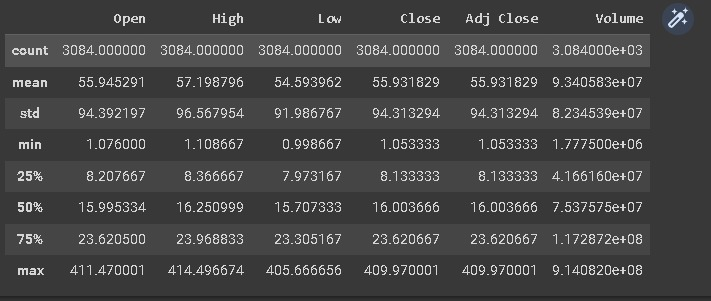 Open High Low Close Adj Close Volume
count 3084.000000 3084.000000 3084.000000 3084.000000 3084.000000 3.084000e+03
mean 55.945291 57.198796 54.593962 55.931829 55.931829 9.340583e+07
std 94.392197 96.567954 91.986767 94.313294 94.313294 8.234539e+07
min 1.076000 1.108667 0.998667 1.053333 1.053333 1.777500e+06
25% 8.207667 8.366667 7.973167 8.133333 8.133333 4.166160e+07
50% 15.995334 16.250999 15.707333 16.003666 16.003666 7.537575e+07
75% 23.620500 23.968833 23.305167 23.620667 23.620667 1.172872e+08
max 411.470001 414.496674 405.666656 409.970001 409.970001 9.140820e+08